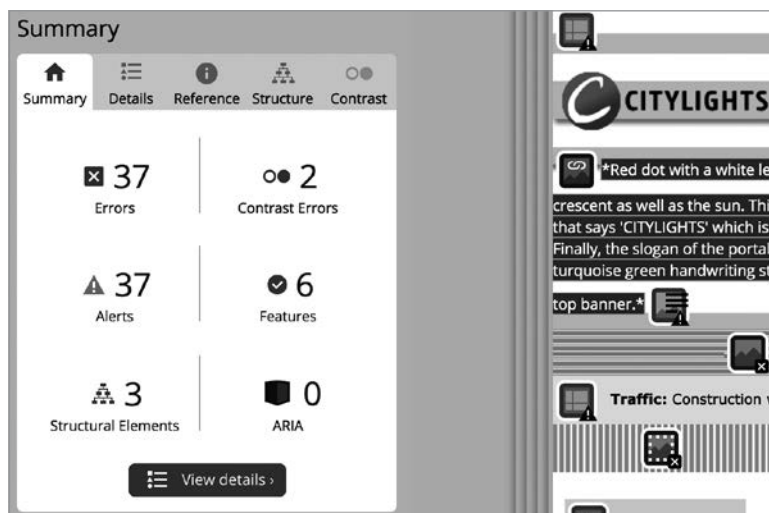 Summary
Summary Details Reference Structure Contrast
37
Errors
2
Contrast Errors
37
Alerts
6
Features
3
Structural Elements
0
ARIA
View details ›
CITYLIGHTS
*Red dot with a white le
crescent as well as the sun. Thi
that says 'CITYLIGHTS' which is
Finally, the slogan of the portal
turquoise green handwriting st
top banner.*
Traffic: Construction